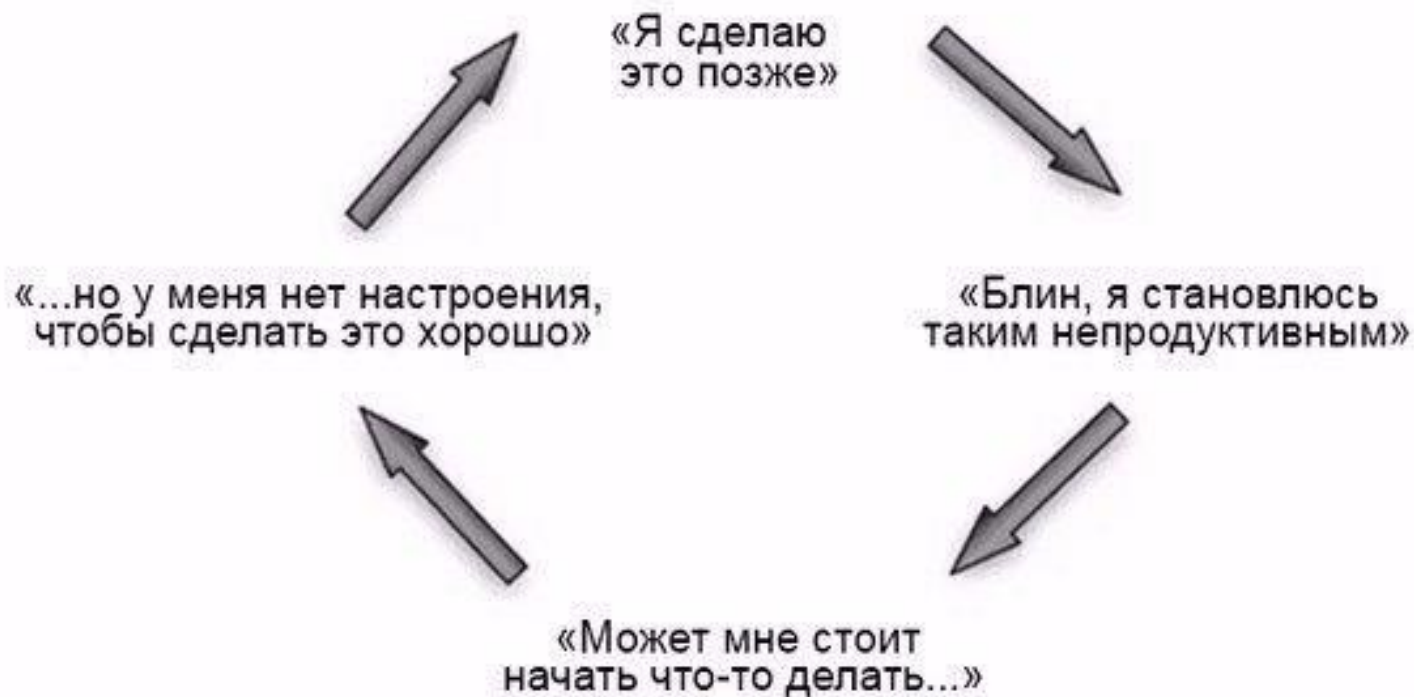 «Я сделаю
это позже»
«...но у меня нет настроения,
чтобы сделать это хорошо»
«Блин, я становлюсь
таким непродуктивным»
«Может мне стоит
начать что-то делать...»